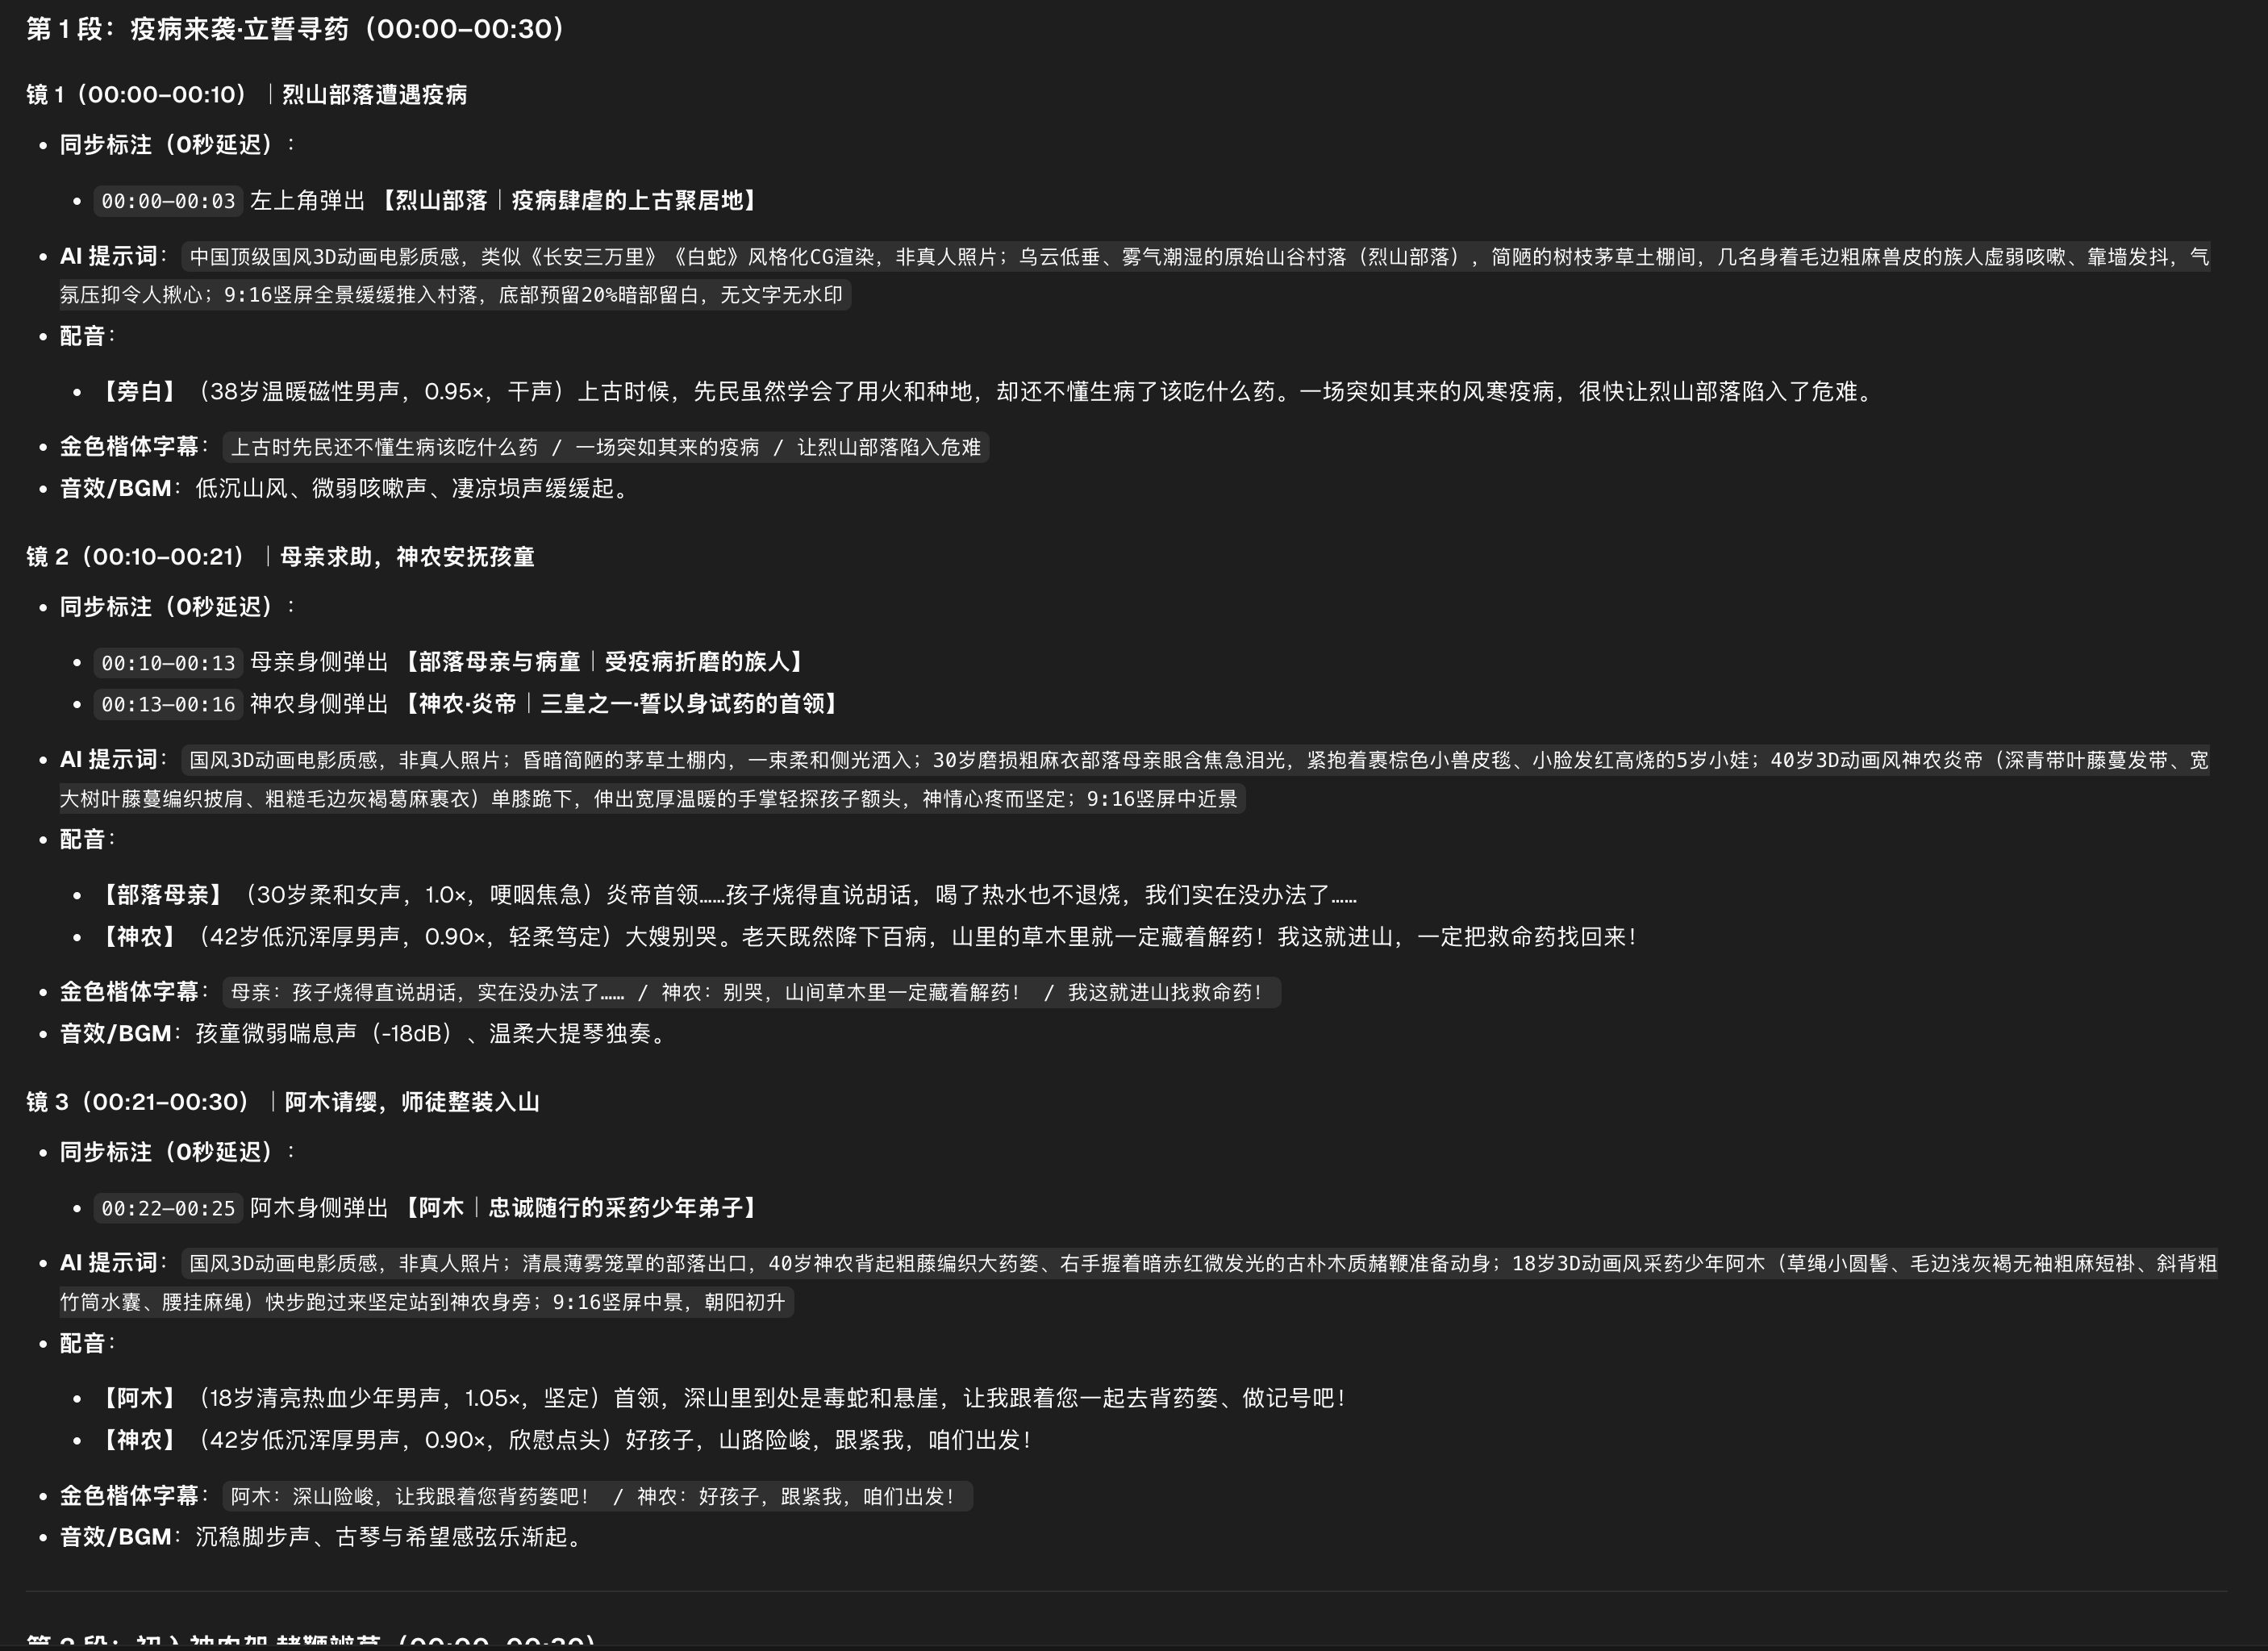 第 1 段：疫病来袭·立誓寻药（00:00–00:30）
镜 1（00:00–00:10）｜烈山部落遭遇疫病
• 同步标注（0秒延迟）：
• 00:00–00:03 左上角弹出 【烈山部落｜疫病肆虐的上古聚居地】
• AI 提示词：中国顶级国风3D动画电影质感，类似《长安三万里》《白蛇》风格化CG渲染，非真人照片；乌云低垂、雾气潮湿的原始山谷村落（烈山部落），简陋的树枝茅草土棚间，几名身着毛边粗麻兽皮的族人虚弱咳嗽、靠墙发抖，气
氛压抑令人揪心；9:16竖屏全景缓缓推入村落，底部预留20%暗部留白，无文字无水印
• 配音：
• 【旁白】（38岁温暖磁性男声，0.95×，干声）上古时候，先民虽然学会了用火和种地，却还不懂生病了该吃什么药。一场突如其来的风寒疫病，很快让烈山部落陷入了危难。
• 金色楷体字幕：上古时先民还不懂生病该吃什么药 / 一场突如其来的疫病 / 让烈山部落陷入危难
• 音效/BGM：低沉山风、微弱咳嗽声、凄凉埙声缓缓起。
镜 2（00:10–00:21）｜母亲求助，神农安抚孩童
• 同步标注（0秒延迟）：
• 00:10–00:13 母亲身侧弹出 【部落母亲与病童｜受疫病折磨的族人】
• 00:13–00:16 神农身侧弹出 【神农·炎帝｜三皇之一·誓以身试药的首领】
• AI 提示词：国风3D动画电影质感，非真人照片；昏暗简陋的茅草土棚内，一束柔和侧光洒入；30岁磨损粗麻衣部落母亲眼含焦急泪光，紧抱着裹棕色小兽皮毯、小脸发红高烧的5岁小娃；40岁3D动画风神农炎帝（深青带叶藤蔓发带、宽
大树叶藤蔓编织披肩、粗糙毛边灰褐葛麻裹衣）单膝跪下，伸出宽厚温暖的手掌轻探孩子额头，神情心疼而坚定；9:16竖屏中近景
• 配音：
• 【部落母亲】（30岁柔和女声，1.0×，哽咽焦急）炎帝首领……孩子烧得直说胡话，喝了热水也不退烧，我们实在没办法了……
• 【神农】（42岁低沉浑厚男声，0.90×，轻柔笃定）大嫂别哭。老天既然降下百病，山里的草木里就一定藏着解药！我这就进山，一定把救命药找回来！
• 金色楷体字幕：母亲：孩子烧得直说胡话，实在没办法了…… / 神农：别哭，山间草木里一定藏着解药！ / 我这就进山找救命药！
• 音效/BGM：孩童微弱喘息声（-18dB）、温柔大提琴独奏。
镜 3（00:21–00:30）｜阿木请缨，师徒整装入山
• 同步标注（0秒延迟）：
• 00:22–00:25 阿木身侧弹出 【阿木｜忠诚随行的采药少年弟子】
• AI 提示词：国风3D动画电影质感，非真人照片；清晨薄雾笼罩的部落出口，40岁神农背起粗藤编织大药篓、右手握着暗赤红微发光的古朴木质赭鞭准备动身；18岁3D动画风采药少年阿木（草绳小圆髻、毛边浅灰褐无袖粗麻短褂、斜背粗
竹筒水囊、腰挂麻绳）快步跑过来坚定站到神农身旁；9:16竖屏中景，朝阳初升
• 配音：
• 【阿木】（18岁清亮热血少年男声，1.05×，坚定）首领，深山里到处是毒蛇和悬崖，让我跟着您一起去背药篓、做记号吧！
• 【神农】（42岁低沉浑厚男声，0.90×，欣慰点头）好孩子，山路险峻，跟紧我，咱们出发！
• 金色楷体字幕：阿木：深山险峻，让我跟着您背药篓吧！ / 神农：好孩子，跟紧我，咱们出发！
• 音效/BGM：沉稳脚步声、古琴与希望感弦乐渐起。